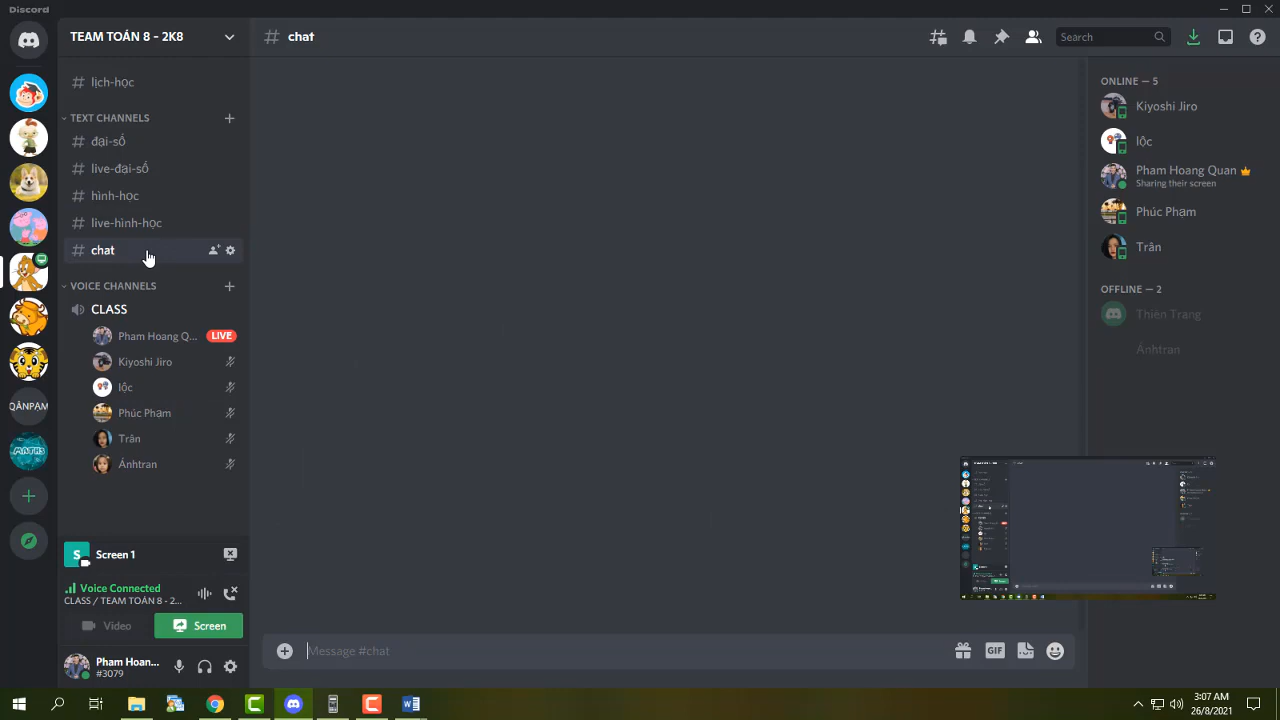 Discord
TEAM TOÁN 8 - 2K8
# chat
Search
# lịch-học
TEXT CHANNELS
# đại-số
# live-đại-số
# hình-học
# live-hình-học
# chat
VOICE CHANNELS
CLASS
Pham Hoang Q... LIVE
Kiyoshi Jiro
lộc
Phúc Phạm
Trân
Ánhtran
QÂNPẠM
MATHS
S Screen 1
Voice Connected
CLASS / TEAM TOÁN 8 - 2...
Video
Screen
Pham Hoan...
#3079
Message #chat
GIF
ONLINE — 5
Kiyoshi Jiro
lộc
Pham Hoang Quan
Sharing their screen
Phúc Phạm
Trân
OFFLINE — 2
Thiên Trang
Ánhtran
3:07 AM
26/8/2021